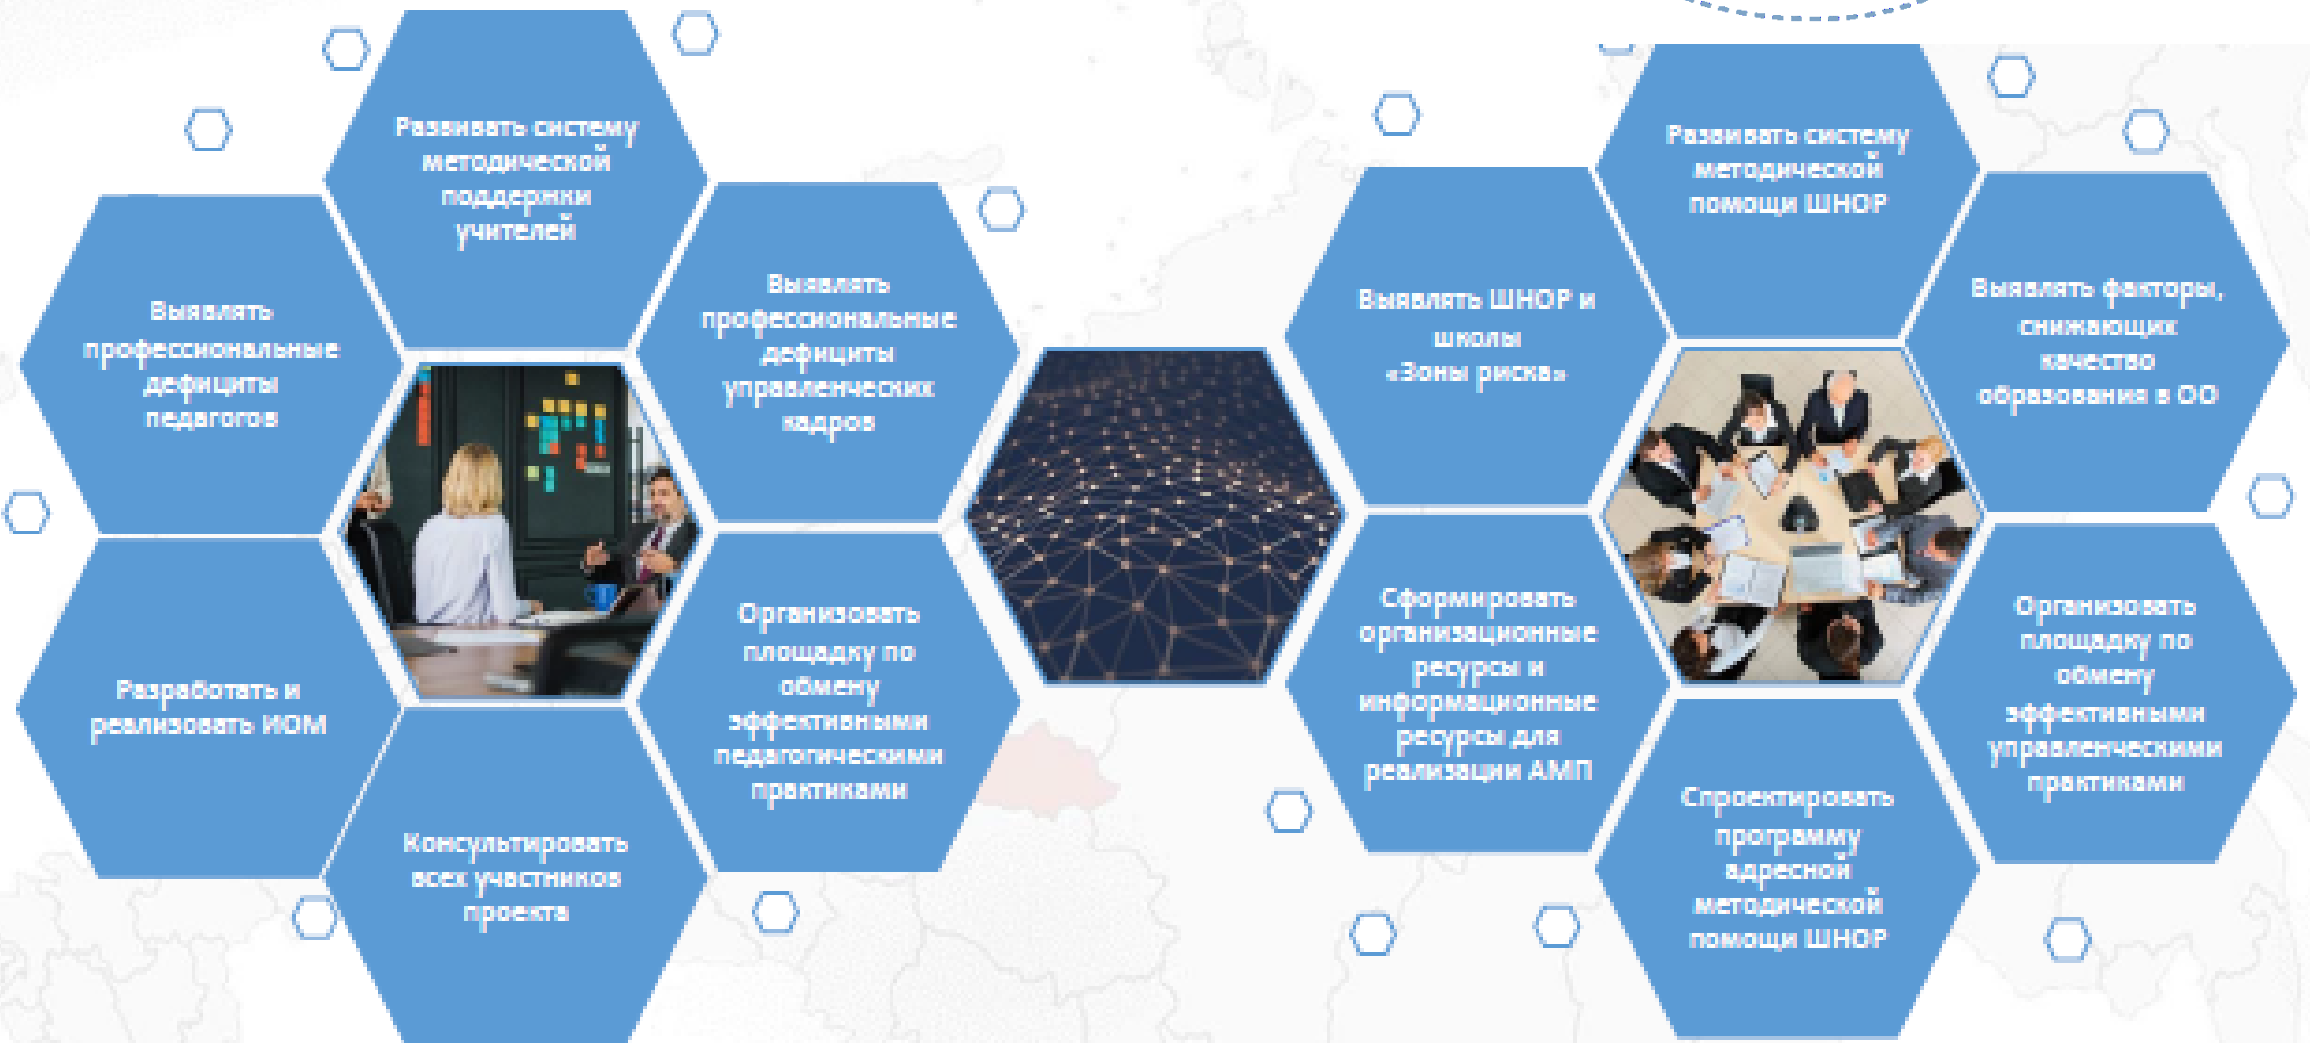 Развивать систему
методической
поддержки
учителей
Выявлять
профессиональные
дефициты
педагогов
Выявлять
профессиональные
дефициты
управленческих
кадров
Разработать и
реализовать ИОМ
Организовать
площадку по
обмену
эффективными
педагогическими
практиками
Консультировать
всех участников
проекта
Развивать систему
методической
помощи ШНОР
Выявлять ШНОР и
школы
«Зоны риска»
Выявлять факторы,
снижающих
качество
образования в ОО
Сформировать
организационные
ресурсы и
информационные
ресурсы для
реализации АМП
Организовать
площадку по
обмену
эффективными
управленческими
практиками
Спроектировать
программу
адресной
методической
помощи ШНОР